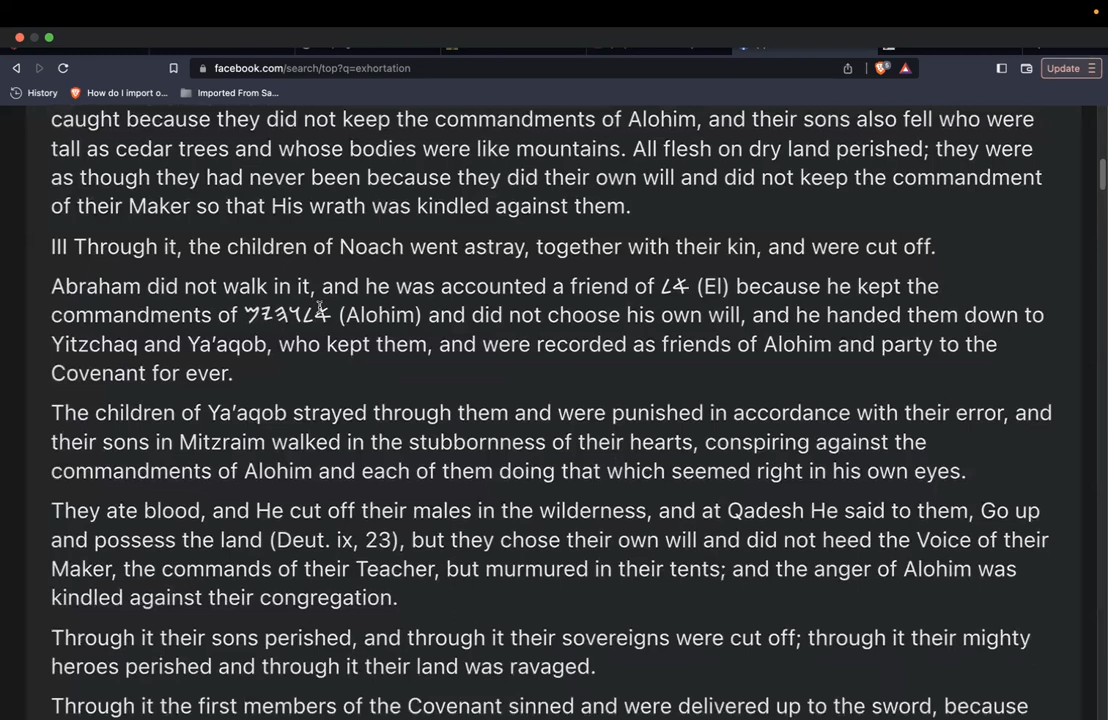 facebook.com/search/top?q=exhortation
Update
History
How do I import o...
Imported From Sa...
caught because they did not keep the commandments of Alohim, and their sons also fell who were
tall as cedar trees and whose bodies were like mountains. All flesh on dry land perished; they were
as though they had never been because they did their own will and did not keep the commandment
of their Maker so that His wrath was kindled against them.
III Through it, the children of Noach went astray, together with their kin, and were cut off.
Abraham did not walk in it, and he was accounted a friend of 𐤀𐤋 (El) because he kept the
commandments of 𐤀𐤋𐤅𐤄𐤉𐤌 (Alohim) and did not choose his own will, and he handed them down to
Yitzchaq and Ya’aqob, who kept them, and were recorded as friends of Alohim and party to the
Covenant for ever.
The children of Ya’aqob strayed through them and were punished in accordance with their error, and
their sons in Mitzraim walked in the stubbornness of their hearts, conspiring against the
commandments of Alohim and each of them doing that which seemed right in his own eyes.
They ate blood, and He cut off their males in the wilderness, and at Qadesh He said to them, Go up
and possess the land (Deut. ix, 23), but they chose their own will and did not heed the Voice of their
Maker, the commands of their Teacher, but murmured in their tents; and the anger of Alohim was
kindled against their congregation.
Through it their sons perished, and through it their sovereigns were cut off; through it their mighty
heroes perished and through it their land was ravaged.
Through it the first members of the Covenant sinned and were delivered up to the sword, because